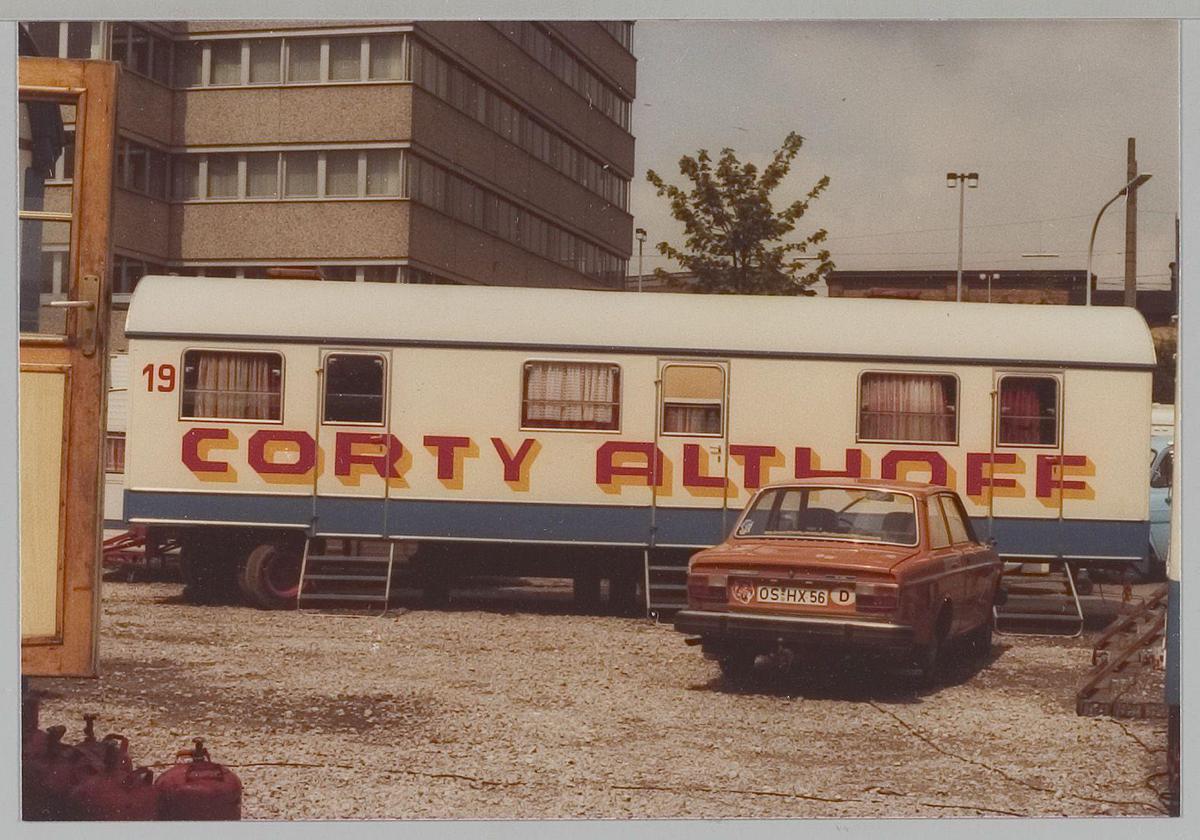 19
CORTY ALTHOFF
OS-HX 56 D